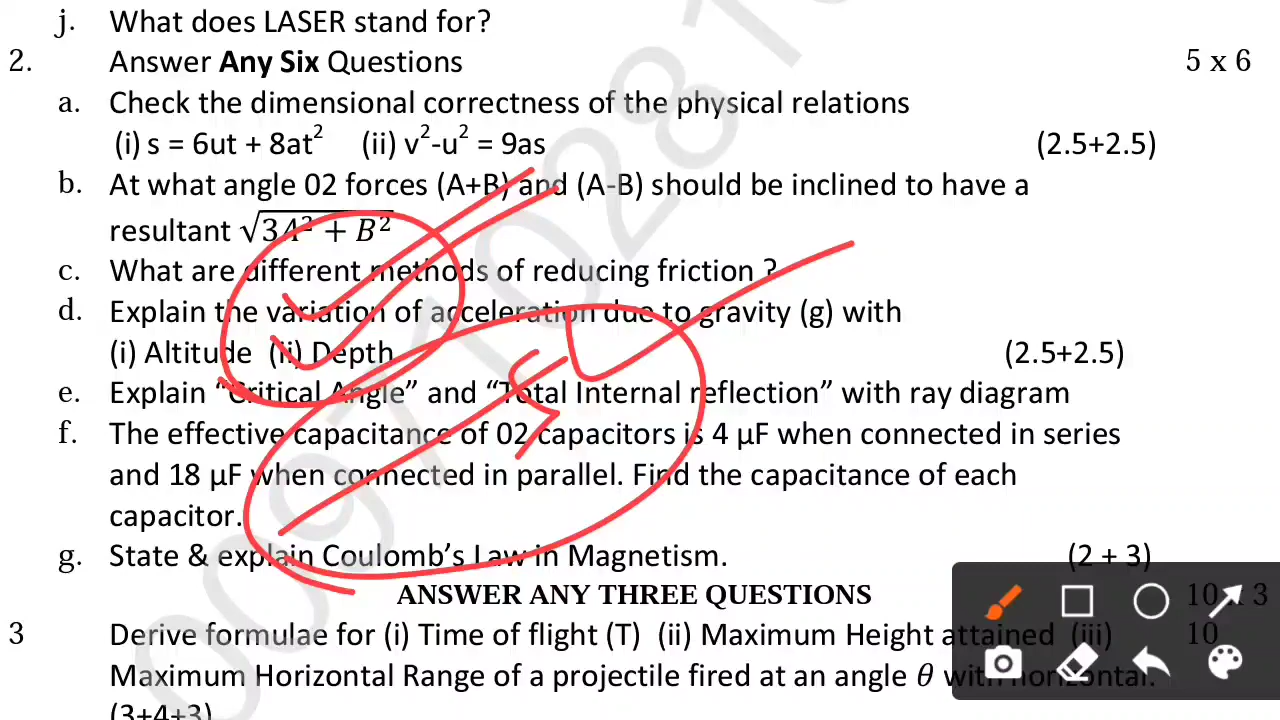 j. What does LASER stand for?
2. Answer Any Six Questions 5 x 6
a. Check the dimensional correctness of the physical relations
(i) s = 6ut + 8at² (ii) v²-u² = 9as (2.5+2.5)
b. At what angle 02 forces (A+B) and (A-B) should be inclined to have a
resultant √3A² + B²
c. What are different methods of reducing friction ?
d. Explain the variation of acceleration due to gravity (g) with
(i) Altitude (ii) Depth (2.5+2.5)
e. Explain “Critical Angle” and “Total Internal reflection” with ray diagram
f. The effective capacitance of 02 capacitors is 4 µF when connected in series
and 18 µF when connected in parallel. Find the capacitance of each
capacitor.
g. State & explain Coulomb’s Law in Magnetism. (2 + 3)
ANSWER ANY THREE QUESTIONS 10 x 3
3 Derive formulae for (i) Time of flight (T) (ii) Maximum Height attained (iii) 10
Maximum Horizontal Range of a projectile fired at an angle θ with horizontal.
(3+4+3)